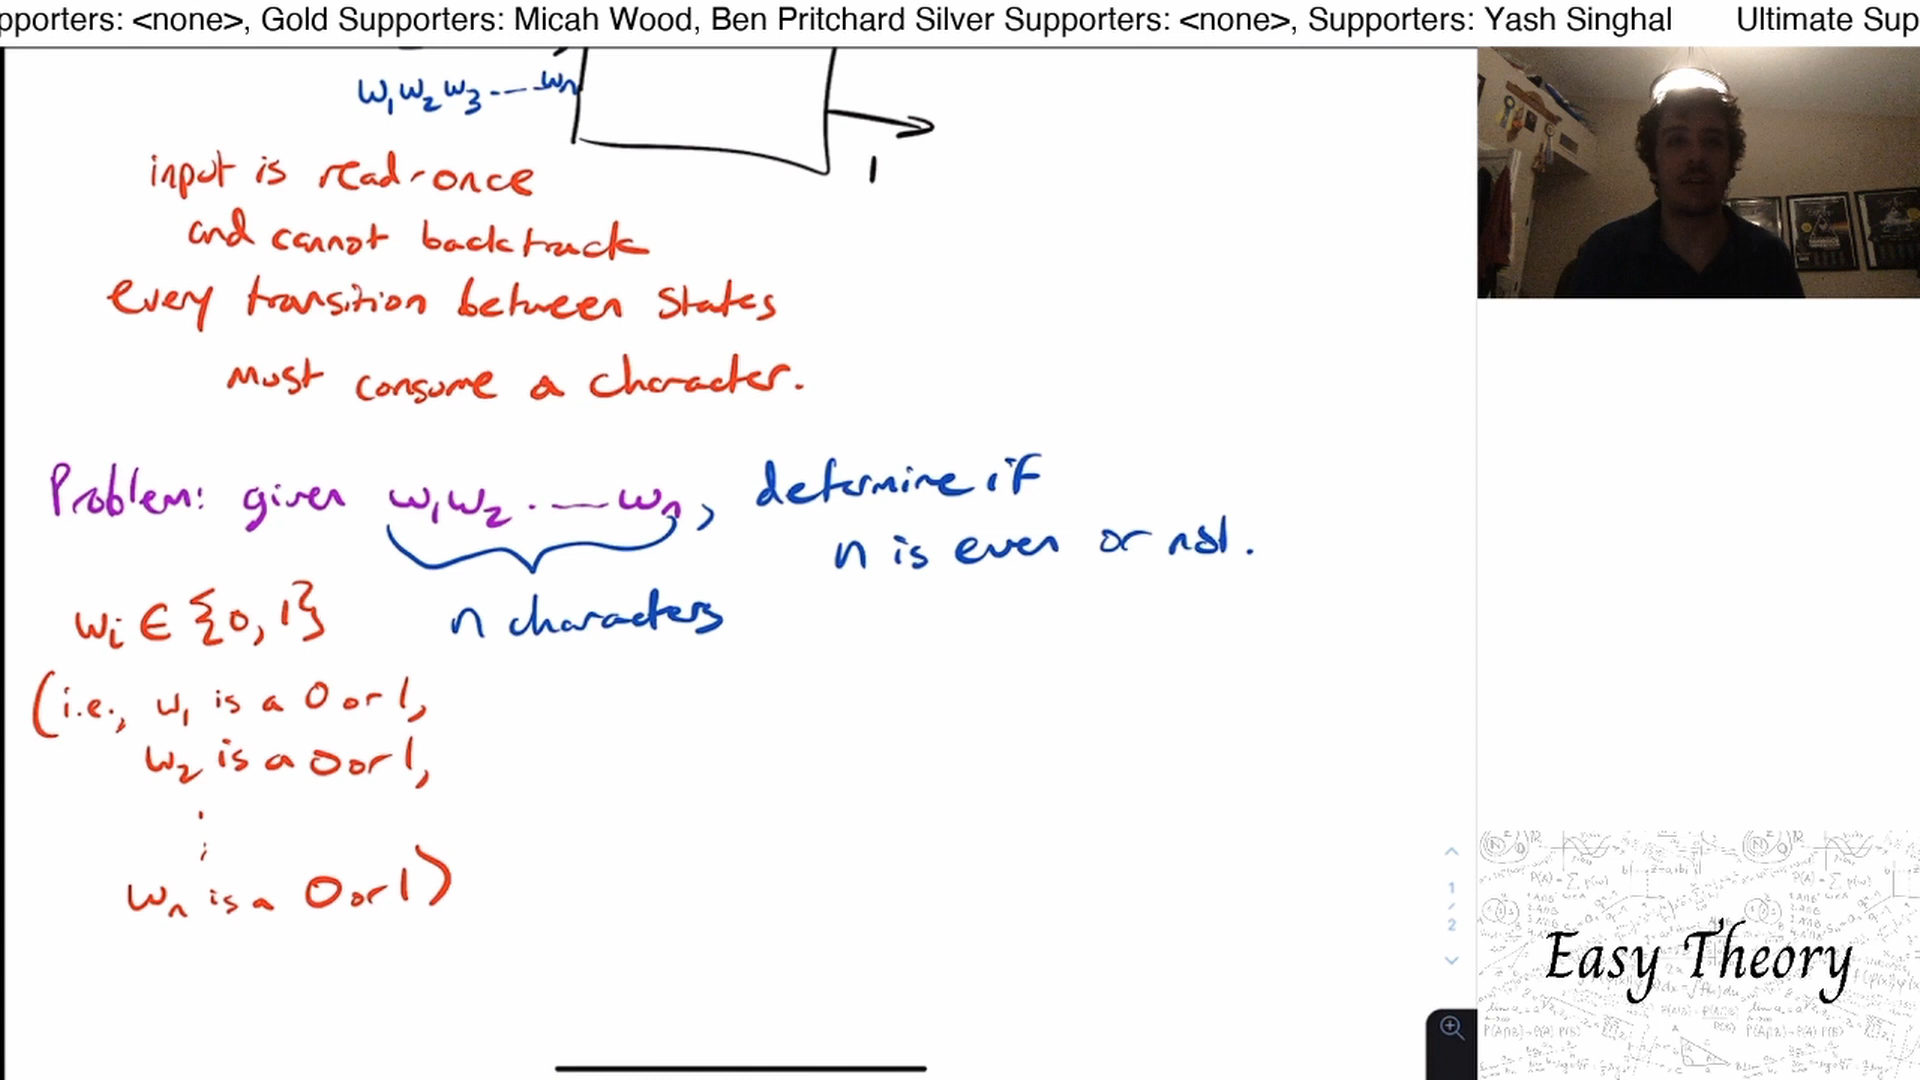 pporters: <none>, Gold Supporters: Micah Wood, Ben Pritchard Silver Supporters: <none>, Supporters: Yash Singhal Ultimate Sup
w₁w₂w₃...wₙ
1
input is read-once
and cannot backtrack
every transition between states
must consume a character.
Problem: given w₁w₂...wₙ, determine if
n is even or not.
n characters
wᵢ ∈ {0,1}
(i.e., w₁ is a 0 or 1,
w₂ is a 0 or 1,
⋮
wₙ is a 0 or 1)
1
2
Easy Theory